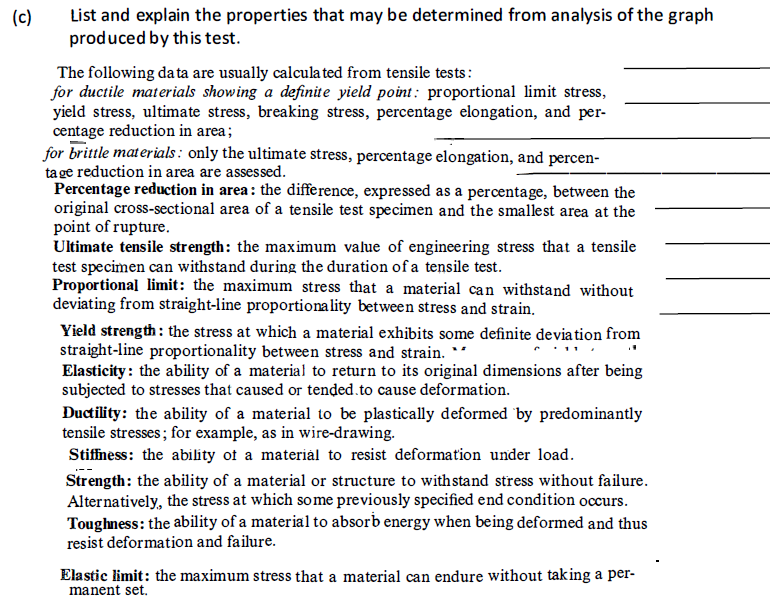 (c) List and explain the properties that may be determined from analysis of the graph
produced by this test.
The following data are usually calculated from tensile tests:
for ductile materials showing a definite yield point: proportional limit stress,
yield stress, ultimate stress, breaking stress, percentage elongation, and per-
centage reduction in area;
for brittle materials: only the ultimate stress, percentage elongation, and percen-
tage reduction in area are assessed.
Percentage reduction in area: the difference, expressed as a percentage, between the
original cross-sectional area of a tensile test specimen and the smallest area at the
point of rupture.
Ultimate tensile strength: the maximum value of engineering stress that a tensile
test specimen can withstand during the duration of a tensile test.
Proportional limit: the maximum stress that a material can withstand without
deviating from straight-line proportionality between stress and strain.
Yield strength: the stress at which a material exhibits some definite deviation from
straight-line proportionality between stress and strain.
Elasticity: the ability of a material to return to its original dimensions after being
subjected to stresses that caused or tended.to cause deformation.
Ductility: the ability of a material to be plastically deformed by predominantly
tensile stresses; for example, as in wire-drawing.
Stiffness: the ability of a material to resist deformation under load.
Strength: the ability of a material or structure to withstand stress without failure.
Alternatively,, the stress at which some previously specified end condition occurs.
Toughness: the ability of a material to absorb energy when being deformed and thus
resist deformation and failure.
Elastic limit: the maximum stress that a material can endure without taking a per-
manent set.